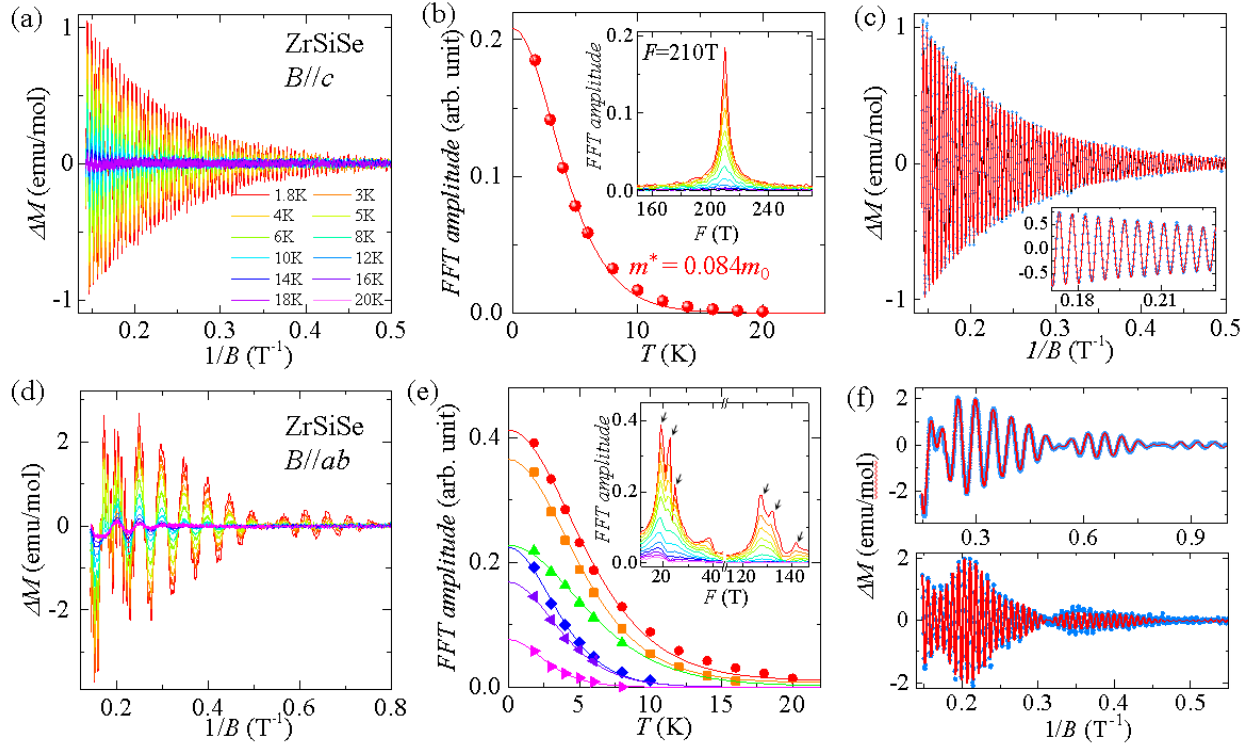 (a)
ZrSiSe
B//c
1
0
-1
ΔM (emu/mol)
1.8K 3K
4K 5K
6K 8K
10K 12K
14K 16K
18K 20K
0.2 0.3 0.4 0.5
1/B (T⁻¹)
(b)
0.2
0.1
0.0
FFT amplitude (arb. unit)
0 10 20
T (K)
m* = 0.084m₀
F=210T
0.2
0.1
0.0
FFT amplitude
160 200 240
F (T)
(c)
1
0
-1
ΔM (emu/mol)
0.5
0.0
-0.5
0.18 0.21
0.2 0.3 0.4 0.5
1/B (T⁻¹)
(d)
ZrSiSe
B//ab
2
0
-2
ΔM (emu/mol)
0.2 0.4 0.6 0.8
1/B (T⁻¹)
(e)
0.4
0.2
0.0
FFT amplitude (arb. unit)
0 5 10 15 20
T (K)
0.4
0.2
0.0
FFT amplitude
20 40 120 140
F (T)
(f)
2
0
-2
0.3 0.6 0.9
ΔM (emu/mol)
2
0
-2
0.2 0.3 0.4 0.5
1/B (T⁻¹)